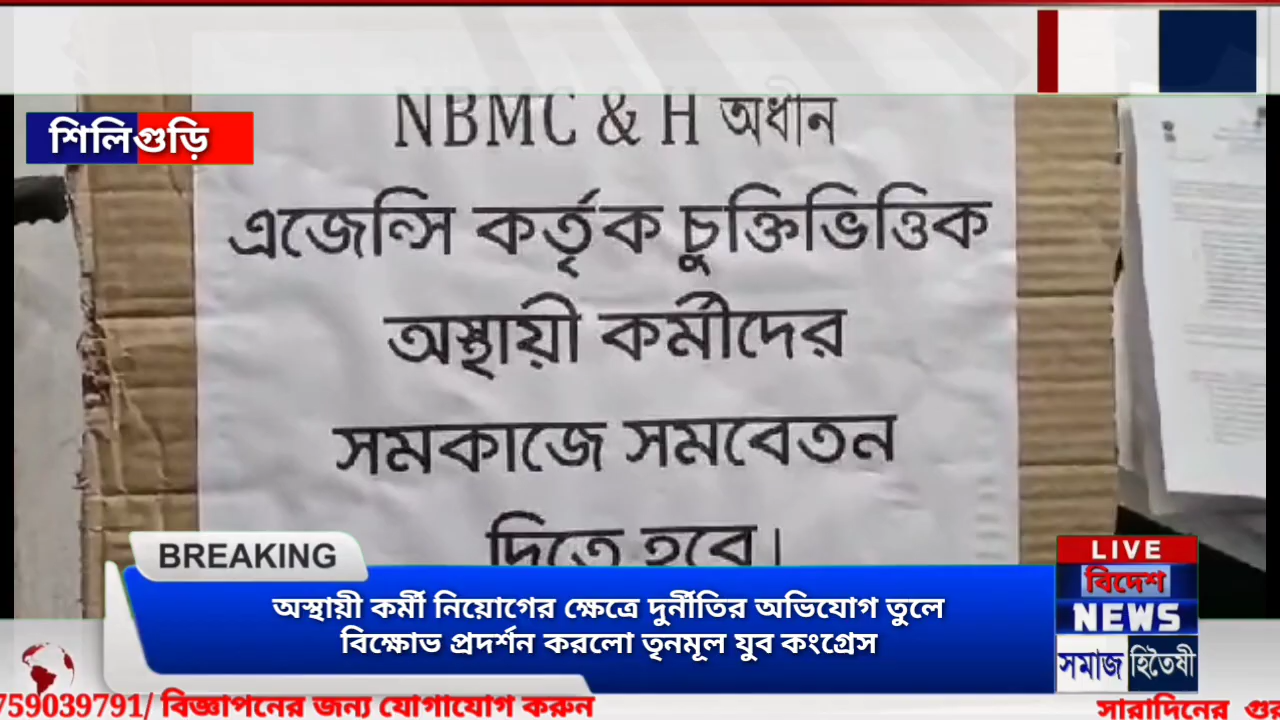 শিলিগুড়ি
NBMC & H অধীন
এজেন্সি কর্তৃক চুক্তিভিত্তিক
অস্থায়ী কর্মীদের
সমকাজে সমবেতন
দিতে হবে।
BREAKING
অস্থায়ী কর্মী নিয়োগের ক্ষেত্রে দুর্নীতির অভিযোগ তুলে
বিক্ষোভ প্রদর্শন করলো তৃনমূল যুব কংগ্রেস
LIVE
বিদেশ
NEWS
সমাজ হিতৈষী
759039791/ বিজ্ঞাপনের জন্য যোগাযোগ করুন
সারাদিনের